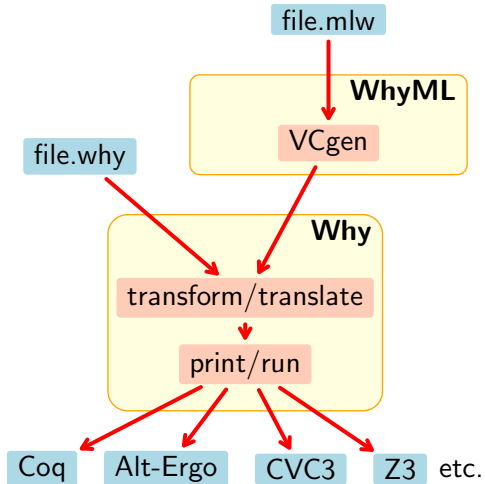 file.mlw
WhyML
VCgen
file.why
Why
transform/translate
print/run
Coq Alt-Ergo CVC3 Z3 etc.